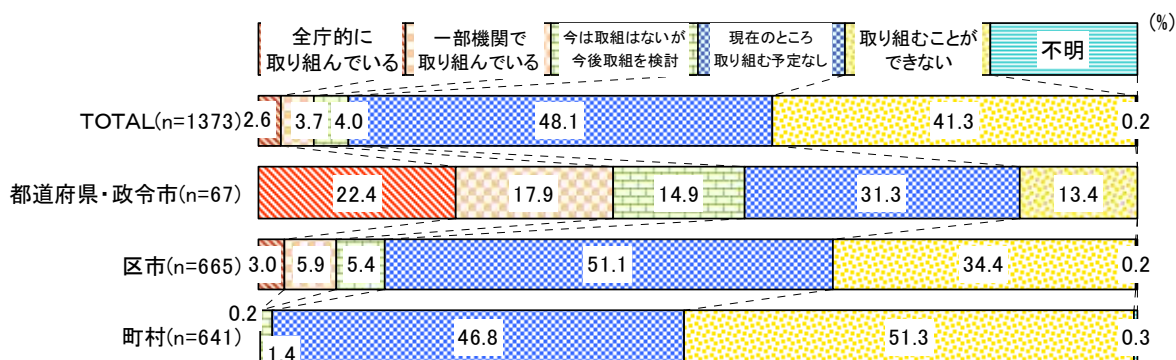 (%)
全庁的に
取り組んでいる
一部機関で
取り組んでいる
今は取組はないが
今後取組を検討
現在のところ
取り組む予定なし
取り組むことが
できない
不明
TOTAL(n=1373) 2.6 3.7 4.0 48.1 41.3 0.2
都道府県・政令市(n=67) 22.4 17.9 14.9 31.3 13.4
区市(n=665) 3.0 5.9 5.4 51.1 34.4 0.2
0.2
町村(n=641) 1.4 46.8 51.3 0.3